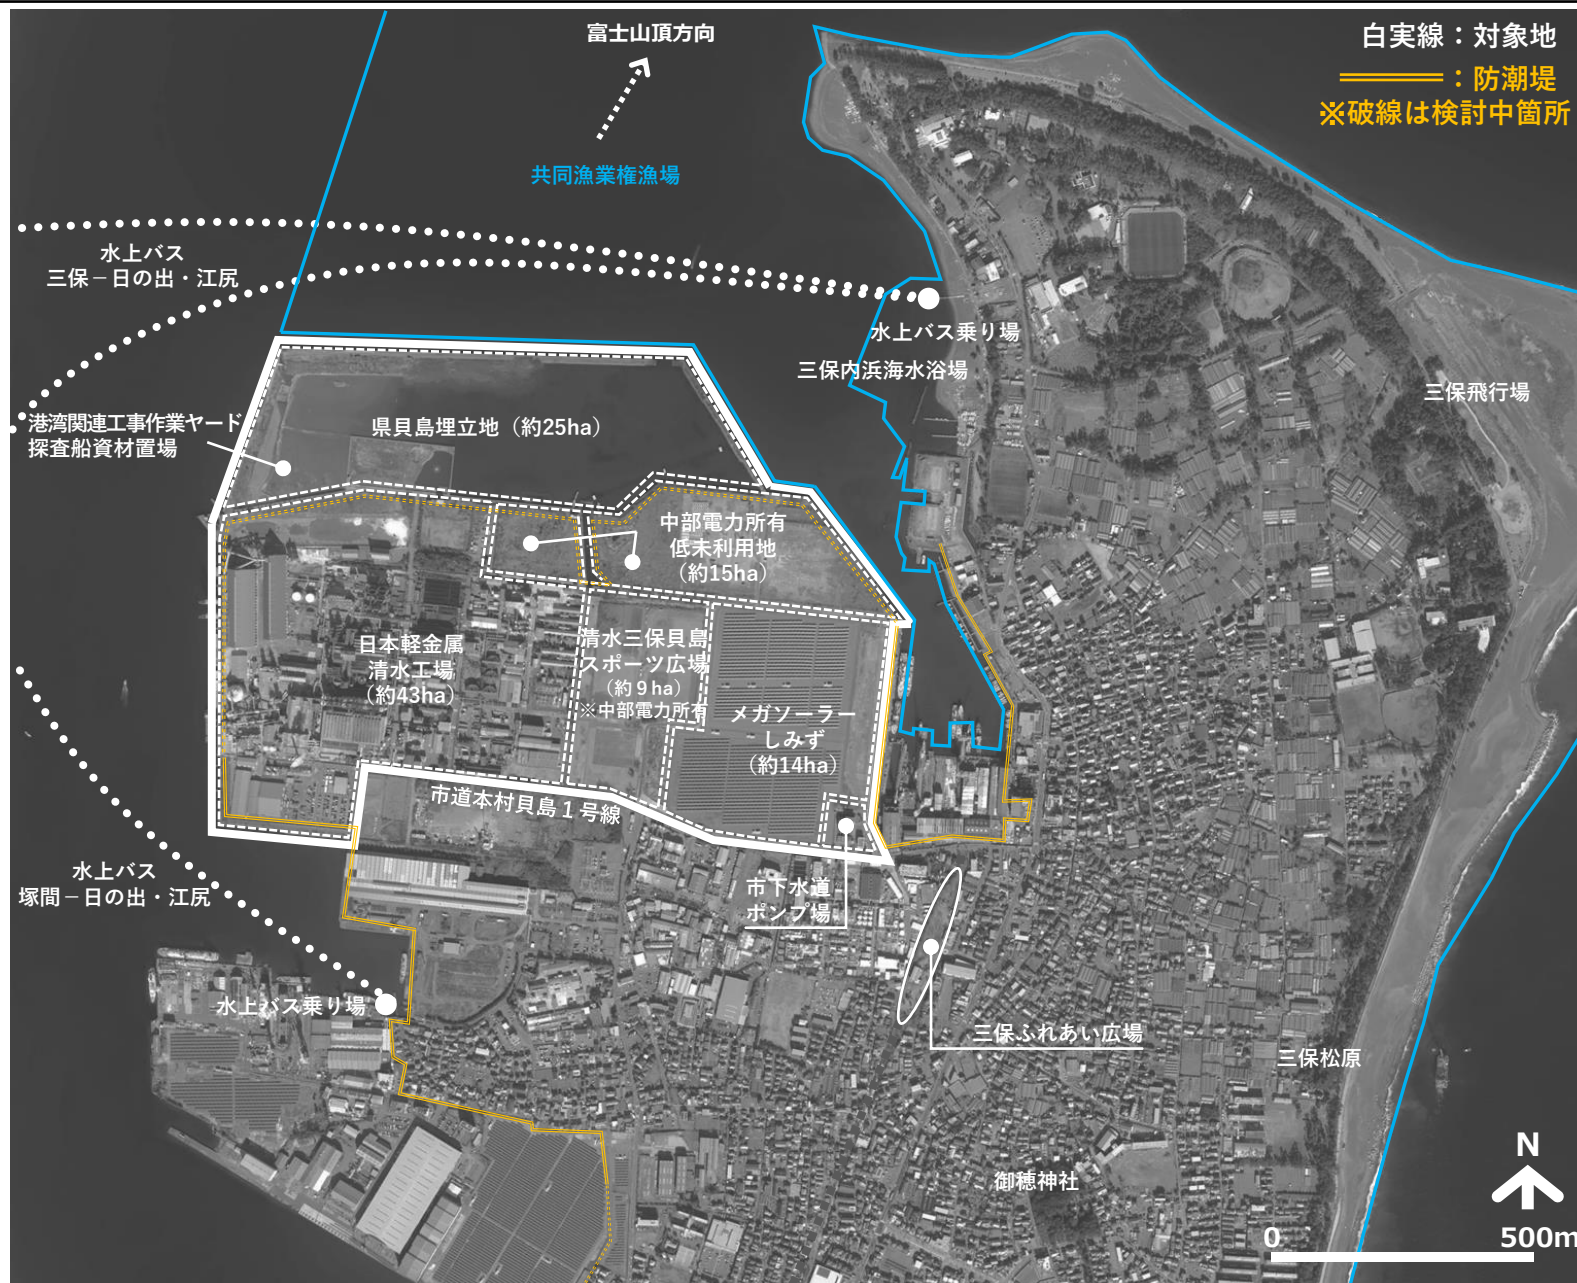 富士山頂方向
白実線：対象地
：防潮堤
※破線は検討中箇所
共同漁業権漁場
水上バス
三保－日の出・江尻
水上バス乗り場
三保内浜海水浴場
三保飛行場
港湾関連工事作業ヤード
探査船資材置場
県貝島埋立地（約25ha）
中部電力所有
低未利用地
（約15ha）
日本軽金属
清水工場
（約43ha）
清水三保貝島
スポーツ広場
（約９ha）
※中部電力所有
メガソーラー
しみず
（約14ha）
市道本村貝島１号線
水上バス
塚間－日の出・江尻
市下水道
ポンプ場
水上バス乗り場
三保ふれあい広場
三保松原
御穂神社
N
0 500m